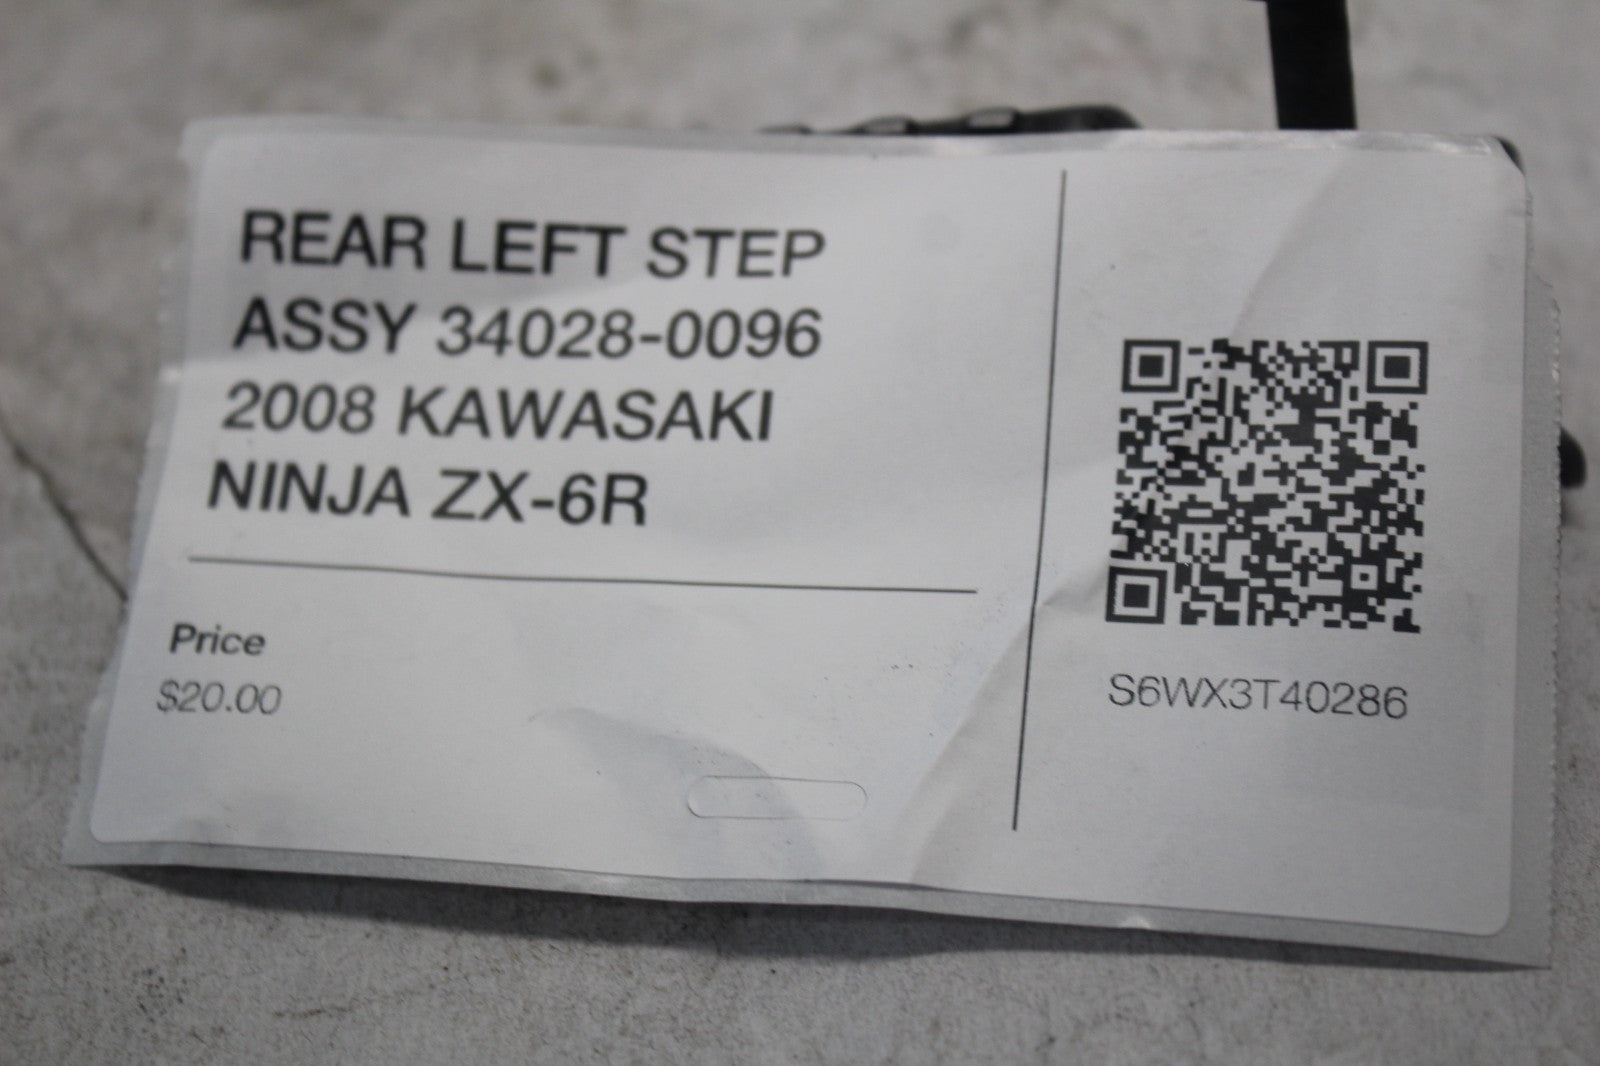 REAR LEFT STEP
ASSY 34028-0096
2008 KAWASAKI
NINJA ZX-6R
Price
$20.00
S6WX3T40286